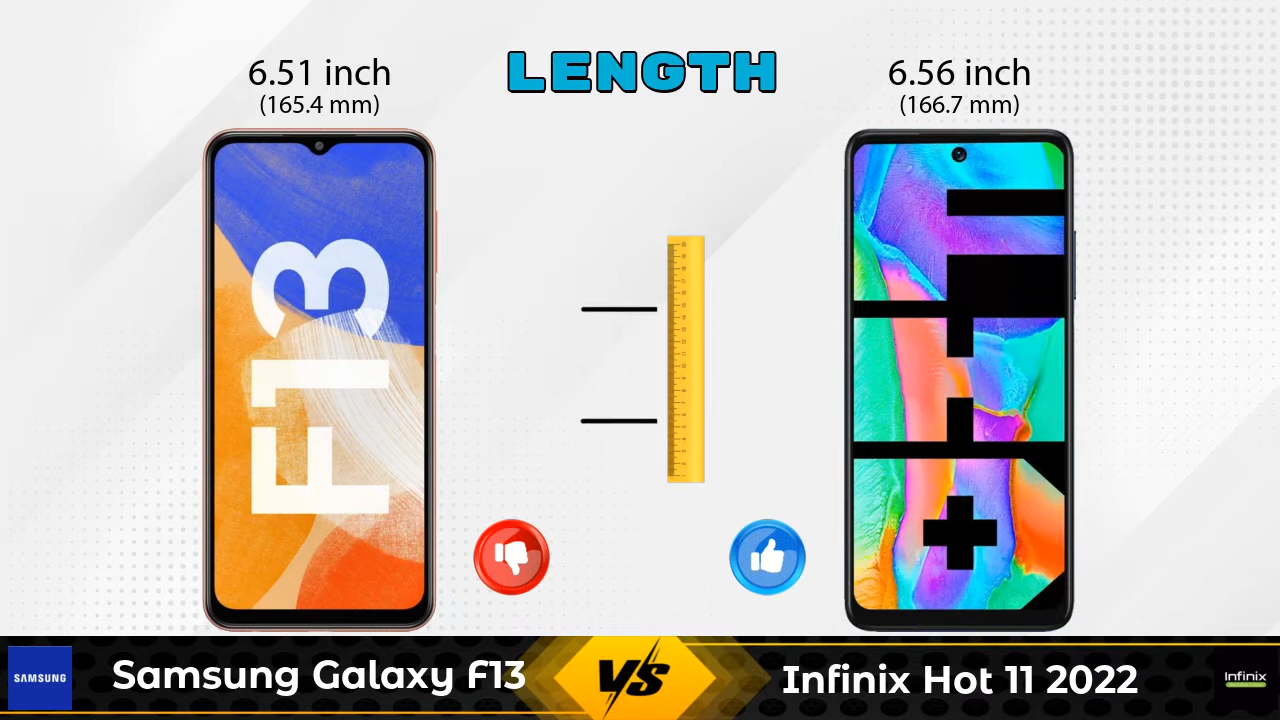 LENGTH
6.51 inch
(165.4 mm)
6.56 inch
(166.7 mm)
F13
SAMSUNG
Samsung Galaxy F13
VS
Infinix Hot 11 2022
Infinix